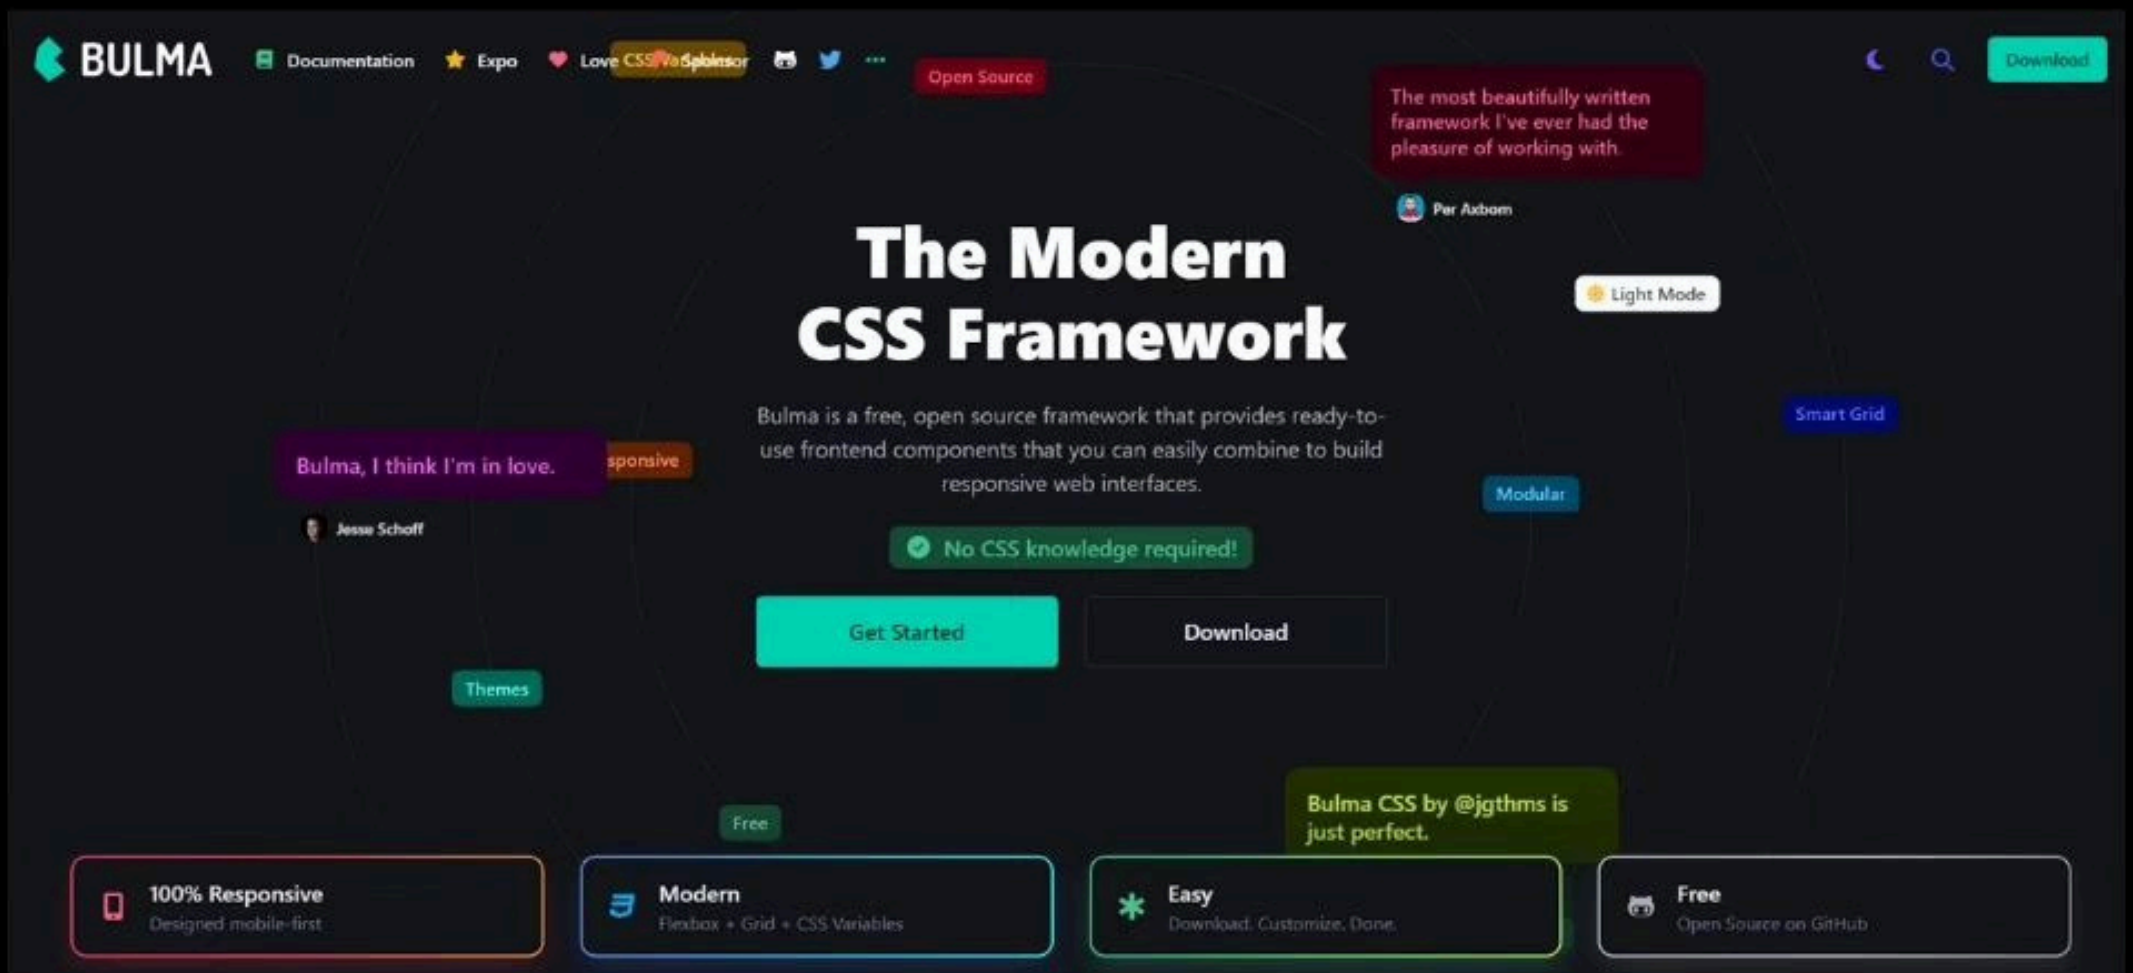 BULMA
Documentation
Expo
Love
CSS Variables
Sponsor
Open Source
Download
The most beautifully written
framework I've ever had the
pleasure of working with.
Per Axbom
The Modern
CSS Framework
Light Mode
Bulma is a free, open source framework that provides ready-to-
use frontend components that you can easily combine to build
responsive web interfaces.
Smart Grid
Bulma, I think I'm in love.
sponsive
Jesse Schoff
Modular
No CSS knowledge required!
Get Started
Download
Themes
Free
Bulma CSS by @jgthms is
just perfect.
100% Responsive
Designed mobile-first
Modern
Flexbox + Grid + CSS Variables
Easy
Download. Customize. Done.
Free
Open Source on GitHub